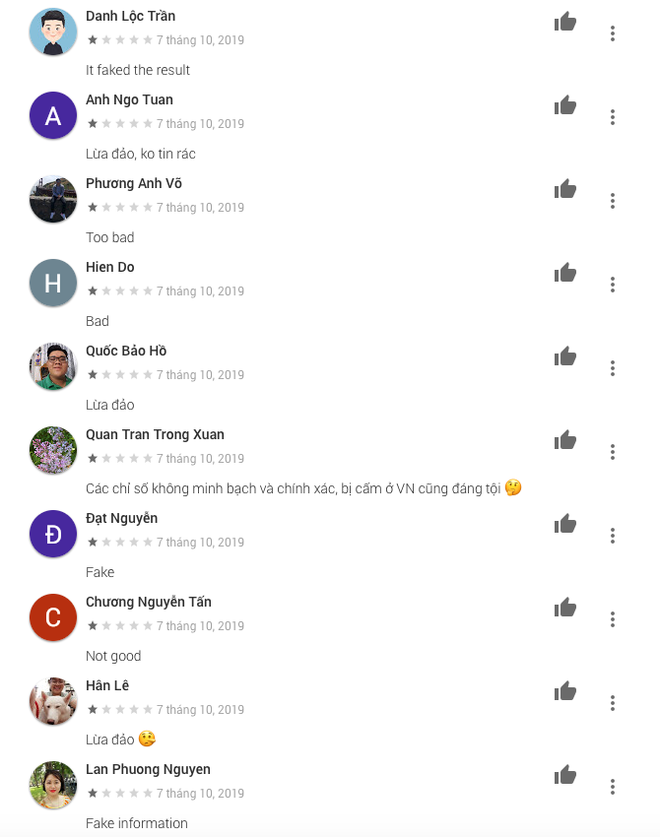 Danh Lộc Trần
7 tháng 10, 2019
It faked the result
A
Anh Ngo Tuan
7 tháng 10, 2019
Lừa đảo, ko tin rác
Phương Anh Võ
7 tháng 10, 2019
Too bad
H
Hien Do
7 tháng 10, 2019
Bad
Quốc Bảo Hồ
7 tháng 10, 2019
Lừa đảo
Quan Tran Trong Xuan
7 tháng 10, 2019
Các chỉ số không minh bạch và chính xác, bị cấm ở VN cũng đáng tội 🤔
Đ
Đạt Nguyễn
7 tháng 10, 2019
Fake
C
Chương Nguyễn Tấn
7 tháng 10, 2019
Not good
Hân Lê
7 tháng 10, 2019
Lừa đảo 🤥
Lan Phuong Nguyen
7 tháng 10, 2019
Fake information